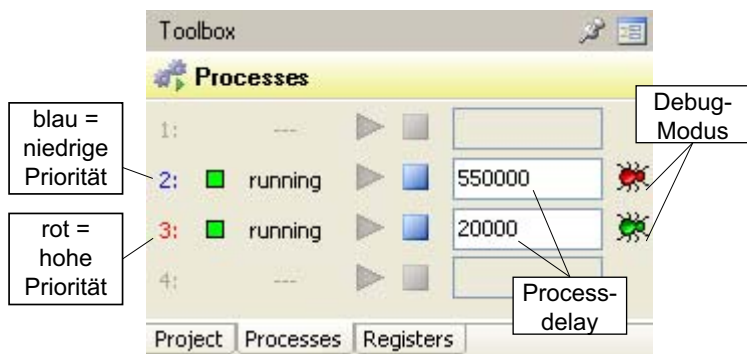 Toolbox
Processes
blau =
niedrige
Priorität
rot =
hohe
Priorität
1: ---
2: running 550000
3: running 20000
4: ---
Debug-
Modus
Process-
delay
Project Processes Registers